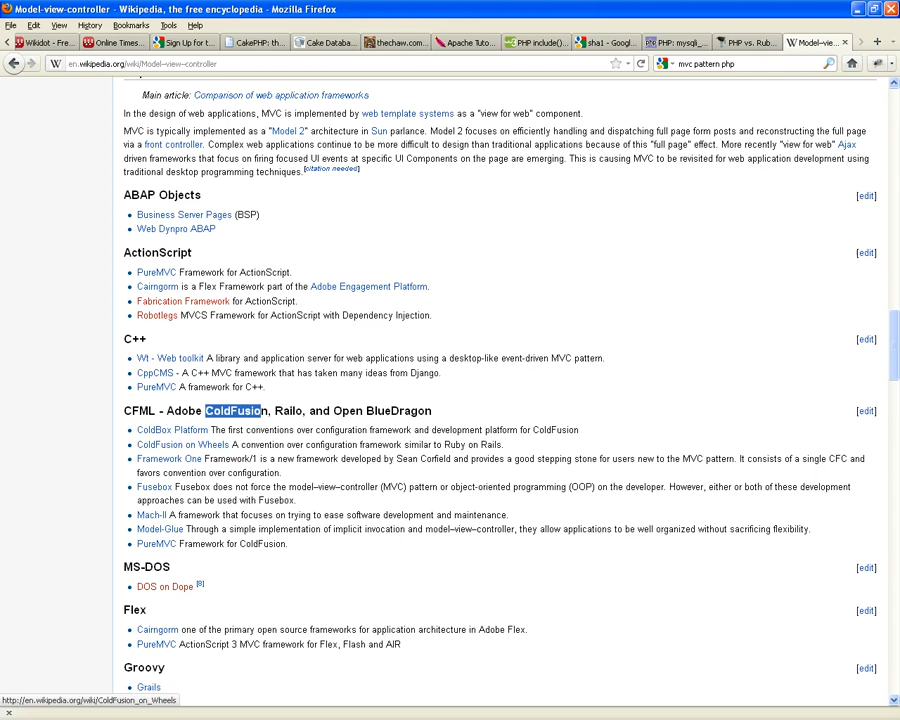 Model-view-controller - Wikipedia, the free encyclopedia - Mozilla Firefox
File Edit View History Bookmarks Tools Help
Wikidot - Fre... Online Times... Sign Up for t... CakePHP: th... Cake Databa... thechaw.com... Apache Tuto... PHP include()... sha1 - Googl... PHP: mysqli_... PHP vs. Rub... Model–vie...
en.wikipedia.org/wiki/Model–view–controller mvc pattern php
Main article: Comparison of web application frameworks
In the design of web applications, MVC is implemented by web template systems as a "view for web" component.
MVC is typically implemented as a "Model 2" architecture in Sun parlance. Model 2 focuses on efficiently handling and dispatching full page form posts and reconstructing the full page
via a front controller. Complex web applications continue to be more difficult to design than traditional applications because of this "full page" effect. More recently "view for web" Ajax
driven frameworks that focus on firing focused UI events at specific UI Components on the page are emerging. This is causing MVC to be revisited for web application development using
traditional desktop programming techniques.[citation needed]
ABAP Objects [edit]
Business Server Pages (BSP)
Web Dynpro ABAP
ActionScript [edit]
PureMVC Framework for ActionScript.
Cairngorm is a Flex Framework part of the Adobe Engagement Platform.
Fabrication Framework for ActionScript.
Robotlegs MVCS Framework for ActionScript with Dependency Injection.
C++ [edit]
Wt - Web toolkit A library and application server for web applications using a desktop-like event-driven MVC pattern.
CppCMS - A C++ MVC framework that has taken many ideas from Django.
PureMVC A framework for C++.
CFML - Adobe ColdFusion, Railo, and Open BlueDragon [edit]
ColdBox Platform The first conventions over configuration framework and development platform for ColdFusion
ColdFusion on Wheels A convention over configuration framework similar to Ruby on Rails.
Framework One Framework/1 is a new framework developed by Sean Corfield and provides a good stepping stone for users new to the MVC pattern. It consists of a single CFC and
favors convention over configuration.
Fusebox Fusebox does not force the model–view–controller (MVC) pattern or object-oriented programming (OOP) on the developer. However, either or both of these development
approaches can be used with Fusebox.
Mach-II A framework that focuses on trying to ease software development and maintenance.
Model-Glue Through a simple implementation of implicit invocation and model–view–controller, they allow applications to be well organized without sacrificing flexibility.
PureMVC Framework for ColdFusion.
MS-DOS [edit]
DOS on Dope [8]
Flex [edit]
Cairngorm one of the primary open source frameworks for application architecture in Adobe Flex.
PureMVC ActionScript 3 MVC framework for Flex, Flash and AIR
Groovy [edit]
Grails
http://en.wikipedia.org/wiki/ColdFusion_on_Wheels